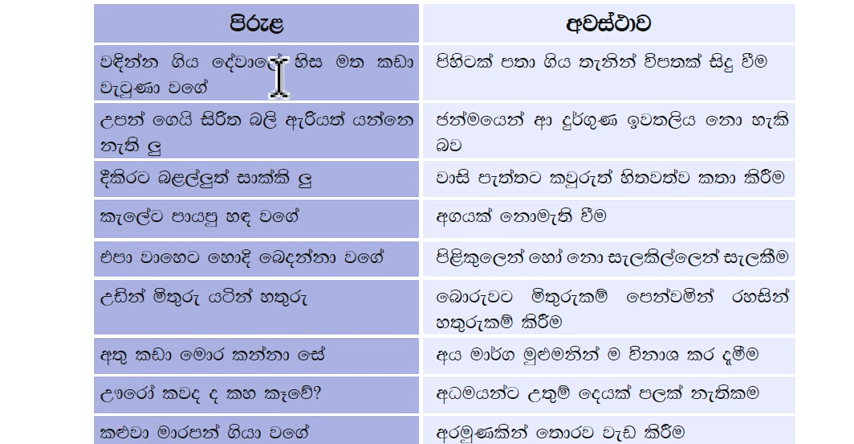 පිරුළ අවස්ථාව
වඳින්න ගිය දේවාලේ හිස මත කඩා පිහිටක් පතා ගිය තැනින් විපතක් සිදු වීම
වැටුණා වගේ
උපන් ගෙයි සිරිත බලි ඇරියත් යන්නෙ ජන්මයෙන් ආ දුර්ගුණ ඉවතලිය නො හැකි
නැති ලු බව
දීකිරට බළල්ලුත් සාක්කි ලු වාසි පැත්තට කවුරුත් හිතවත්ව කතා කිරීම
කැලේට පායපු හඳ වගේ අගයක් නොමැති වීම
එපා වාහෙට හොදි බෙදන්නා වගේ පිළිකුලෙන් හෝ නො සැලකිල්ලෙන් සැලකීම
උඩින් මිතුරු යටින් හතුරු බොරුවට මිතුරුකම් පෙන්වමින් රහසින්
හතුරුකම් කිරීම
අතු කඩා මොර කන්නා සේ අය මාර්ග මුළුමනින් ම විනාශ කර දැමීම
ඌරෝ කවද ද කහ කෑවේ? අධමයන්ට උතුම් දෙයක් පලක් නැතිකම
කළුවා මාරපන් ගියා වගේ අරමුණකින් තොරව වැඩ කිරීම